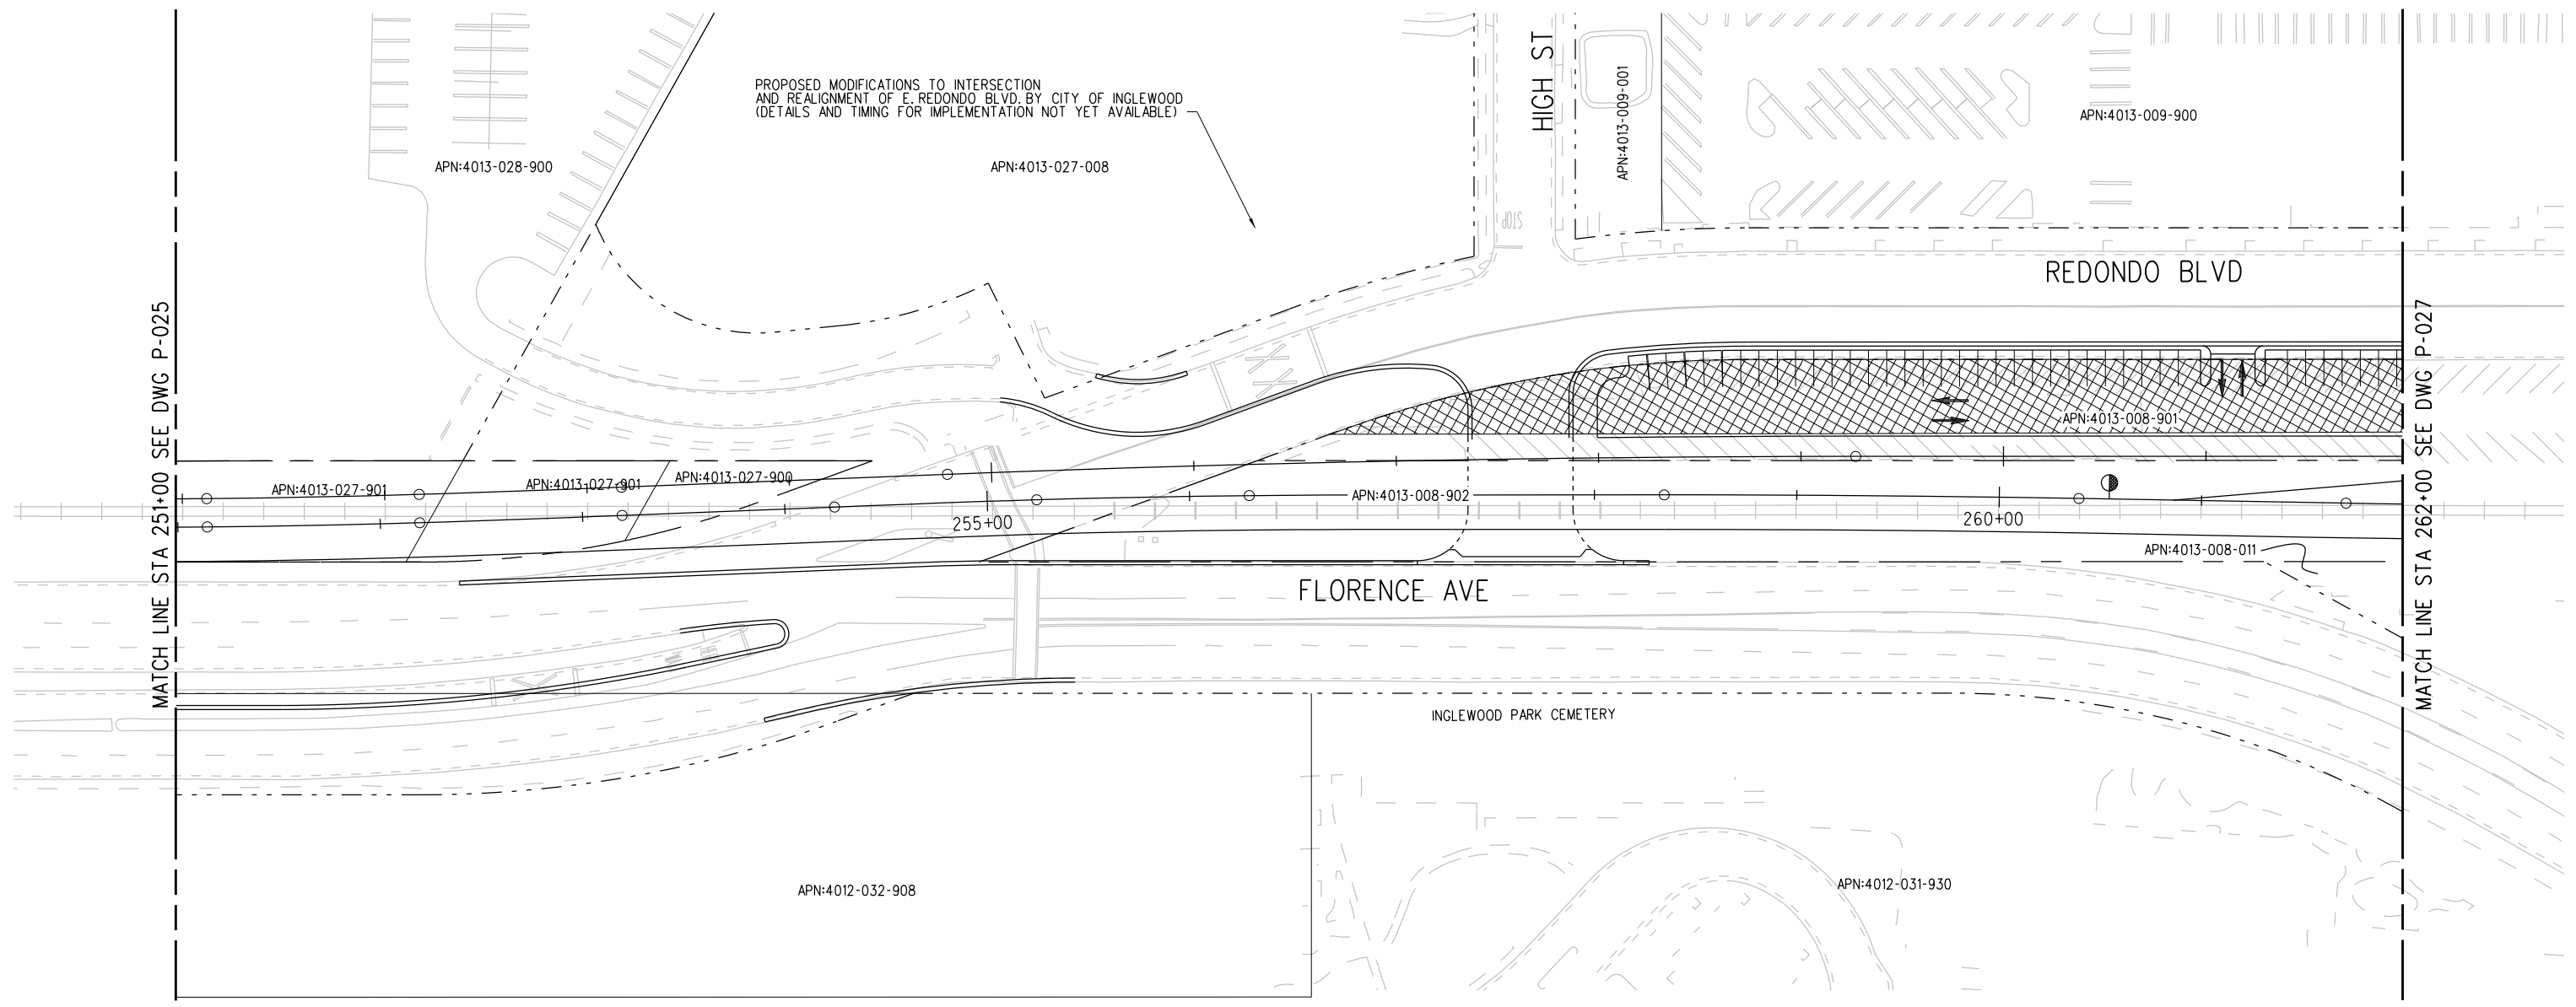 PROPOSED MODIFICATIONS TO INTERSECTION
AND REALIGNMENT OF E. REDONDO BLVD. BY CITY OF INGLEWOOD
(DETAILS AND TIMING FOR IMPLEMENTATION NOT YET AVAILABLE)
HIGH ST
APN:4013-009-001
APN:4013-009-900
APN:4013-028-900
APN:4013-027-008
STOP
REDONDO BLVD
MATCH LINE STA 251+00 SEE DWG P-025
MATCH LINE STA 262+00 SEE DWG P-027
APN:4013-008-901
APN:4013-027-901
APN:4013-027-901
APN:4013-027-900
APN:4013-008-902
255+00
260+00
APN:4013-008-011
FLORENCE AVE
INGLEWOOD PARK CEMETERY
APN:4012-032-908
APN:4012-031-930